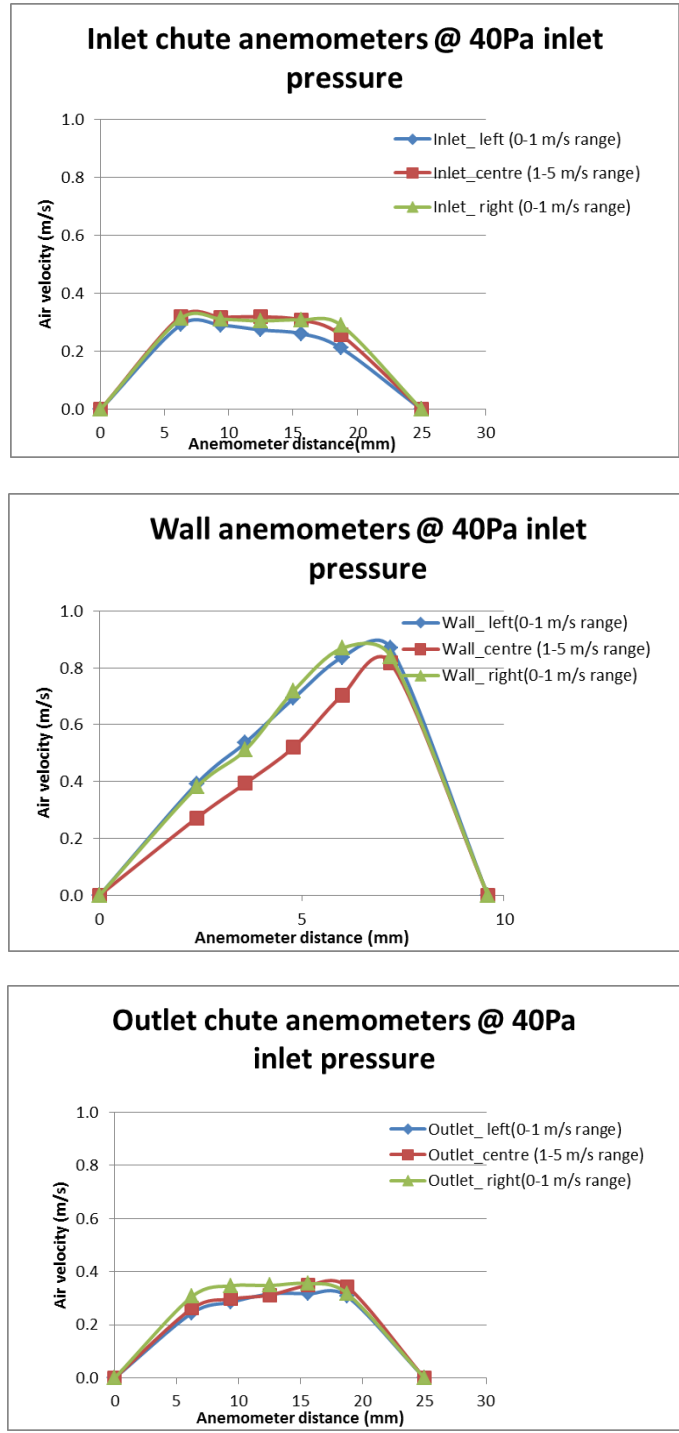 Inlet chute anemometers @ 40Pa inlet
pressure
1.0
0.8
0.6
0.4
0.2
0.0
Air velocity (m/s)
Inlet_ left (0-1 m/s range)
Inlet_centre (1-5 m/s range)
Inlet_ right (0-1 m/s range)
0 5 10 15 20 25 30
Anemometer distance(mm)
Wall anemometers @ 40Pa inlet
pressure
1.0
0.8
0.6
0.4
0.2
0.0
Air velocity (m/s)
Wall_ left(0-1 m/s range)
Wall_centre (1-5 m/s range)
Wall_ right(0-1 m/s range)
0 5 10
Anemometer distance (mm)
Outlet chute anemometers @ 40Pa
inlet pressure
1.0
0.8
0.6
0.4
0.2
0.0
Air velocity (m/s)
Outlet_ left(0-1 m/s range)
Outlet_centre (1-5 m/s range)
Outlet_ right(0-1 m/s range)
0 5 10 15 20 25 30
Anemometer distance (mm)